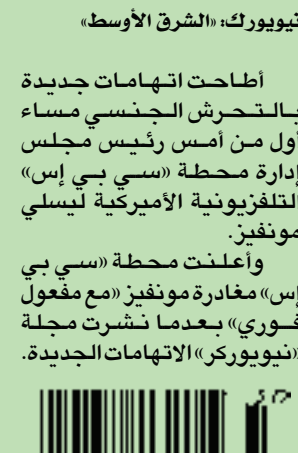 نيويورك: «الشرق الأوسط»
أطاحت اتهامات جديدة
بالتحرش الجنسي مساء
أول من أمس رئيس مجلس
إدارة محطة «سي بي إس»
التلفزيونية الأميركية ليسلي
مونفيز.
وأعلنت محطة «سي بي
إس» مغادرة مونفيز «مع مفعول
فوري» بعدما نشرت مجلة
«نيويوركر» الاتهامات الجديدة.